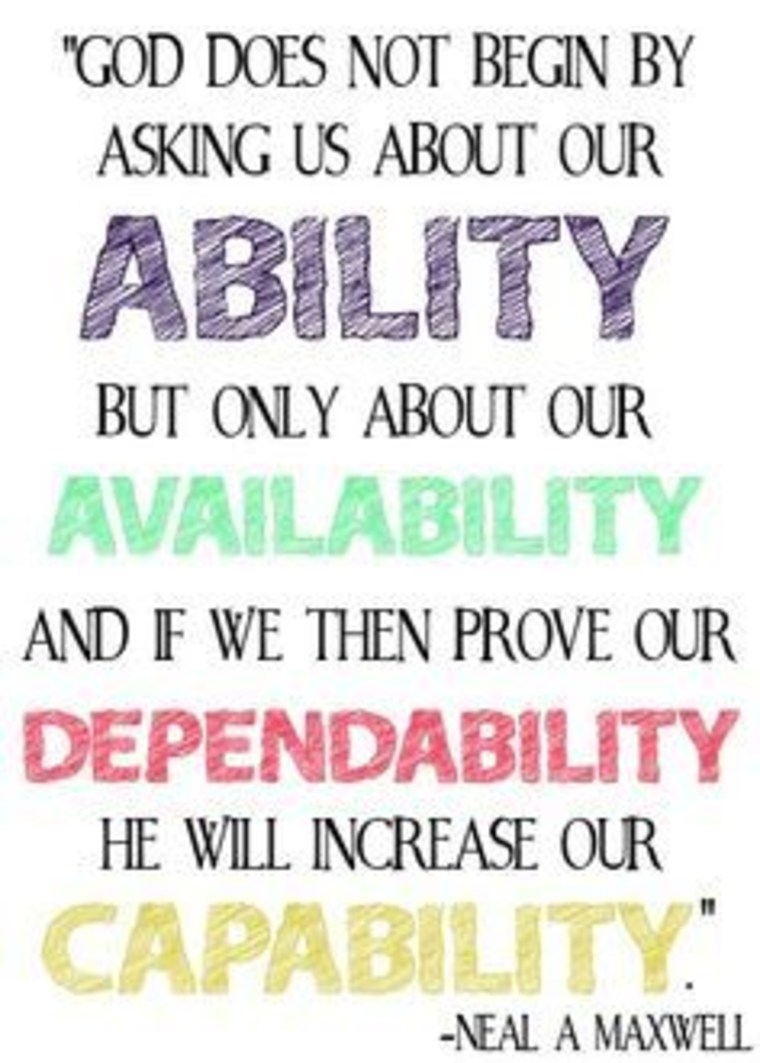 "GOD DOES NOT BEGIN BY
ASKING US ABOUT OUR
ABILITY
BUT ONLY ABOUT OUR
AVAILABILITY
AND IF WE THEN PROVE OUR
DEPENDABILITY
HE WILL INCREASE OUR
CAPABILITY."
-NEAL A MAXWELL